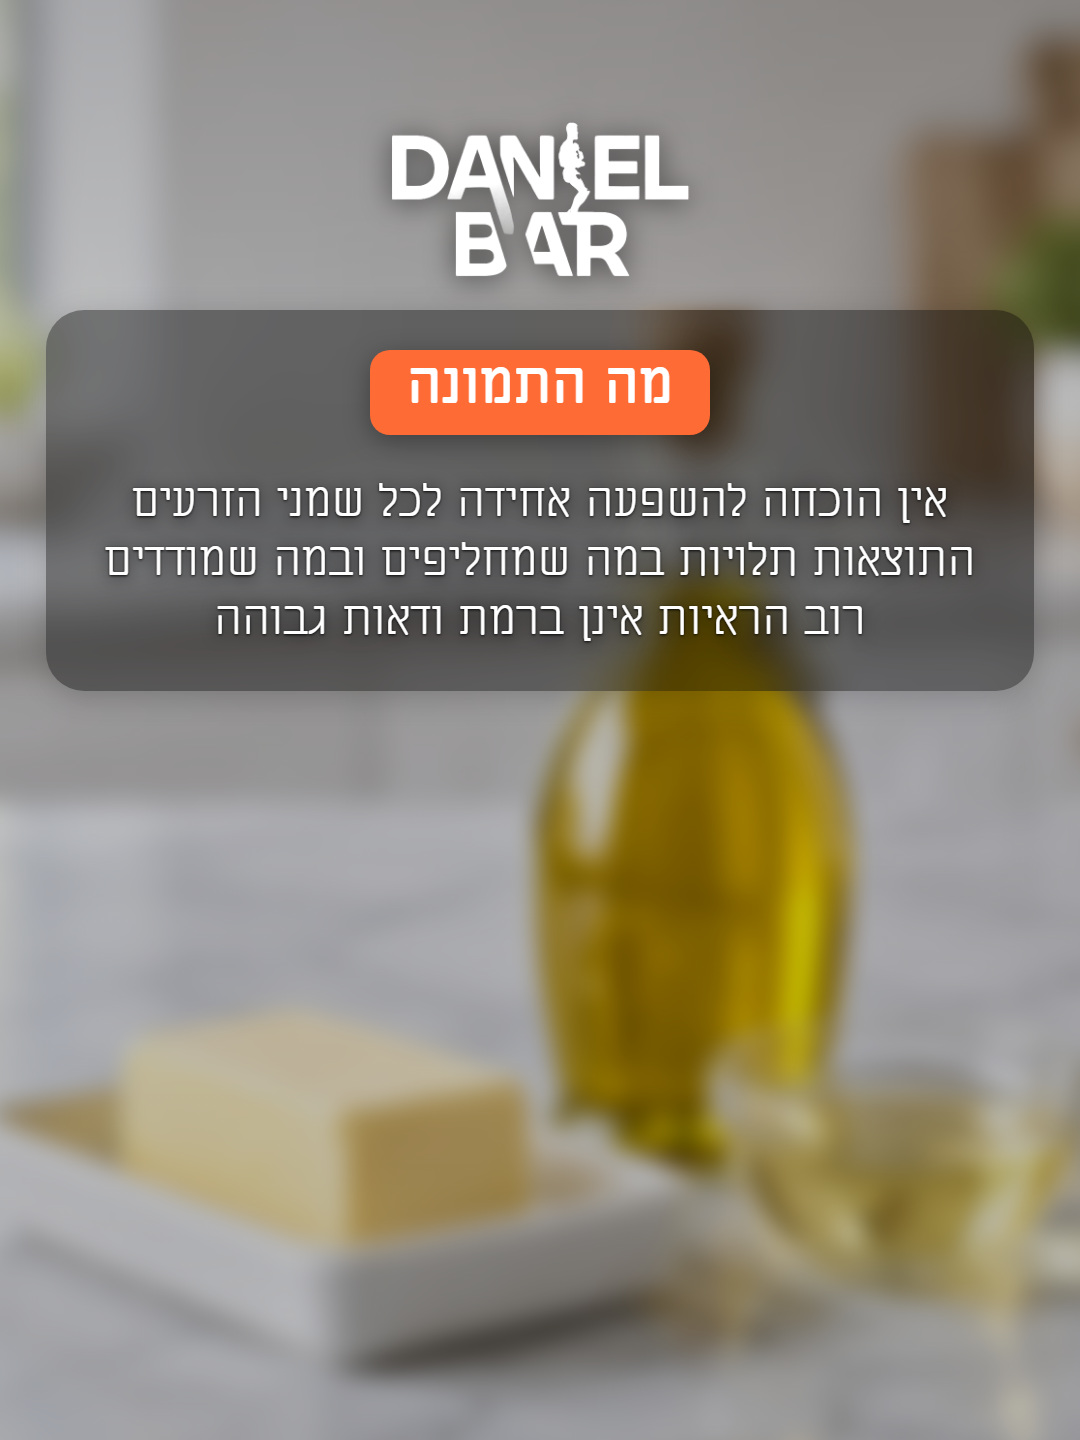 DANIEL
BAR
מה התמונה
אין הוכחה להשפעה אחידה לכל שמני הזרעים
התוצאות תלויות במה שמחליפים ובמה שמודדים
רוב הראיות אינן ברמת ודאות גבוהה